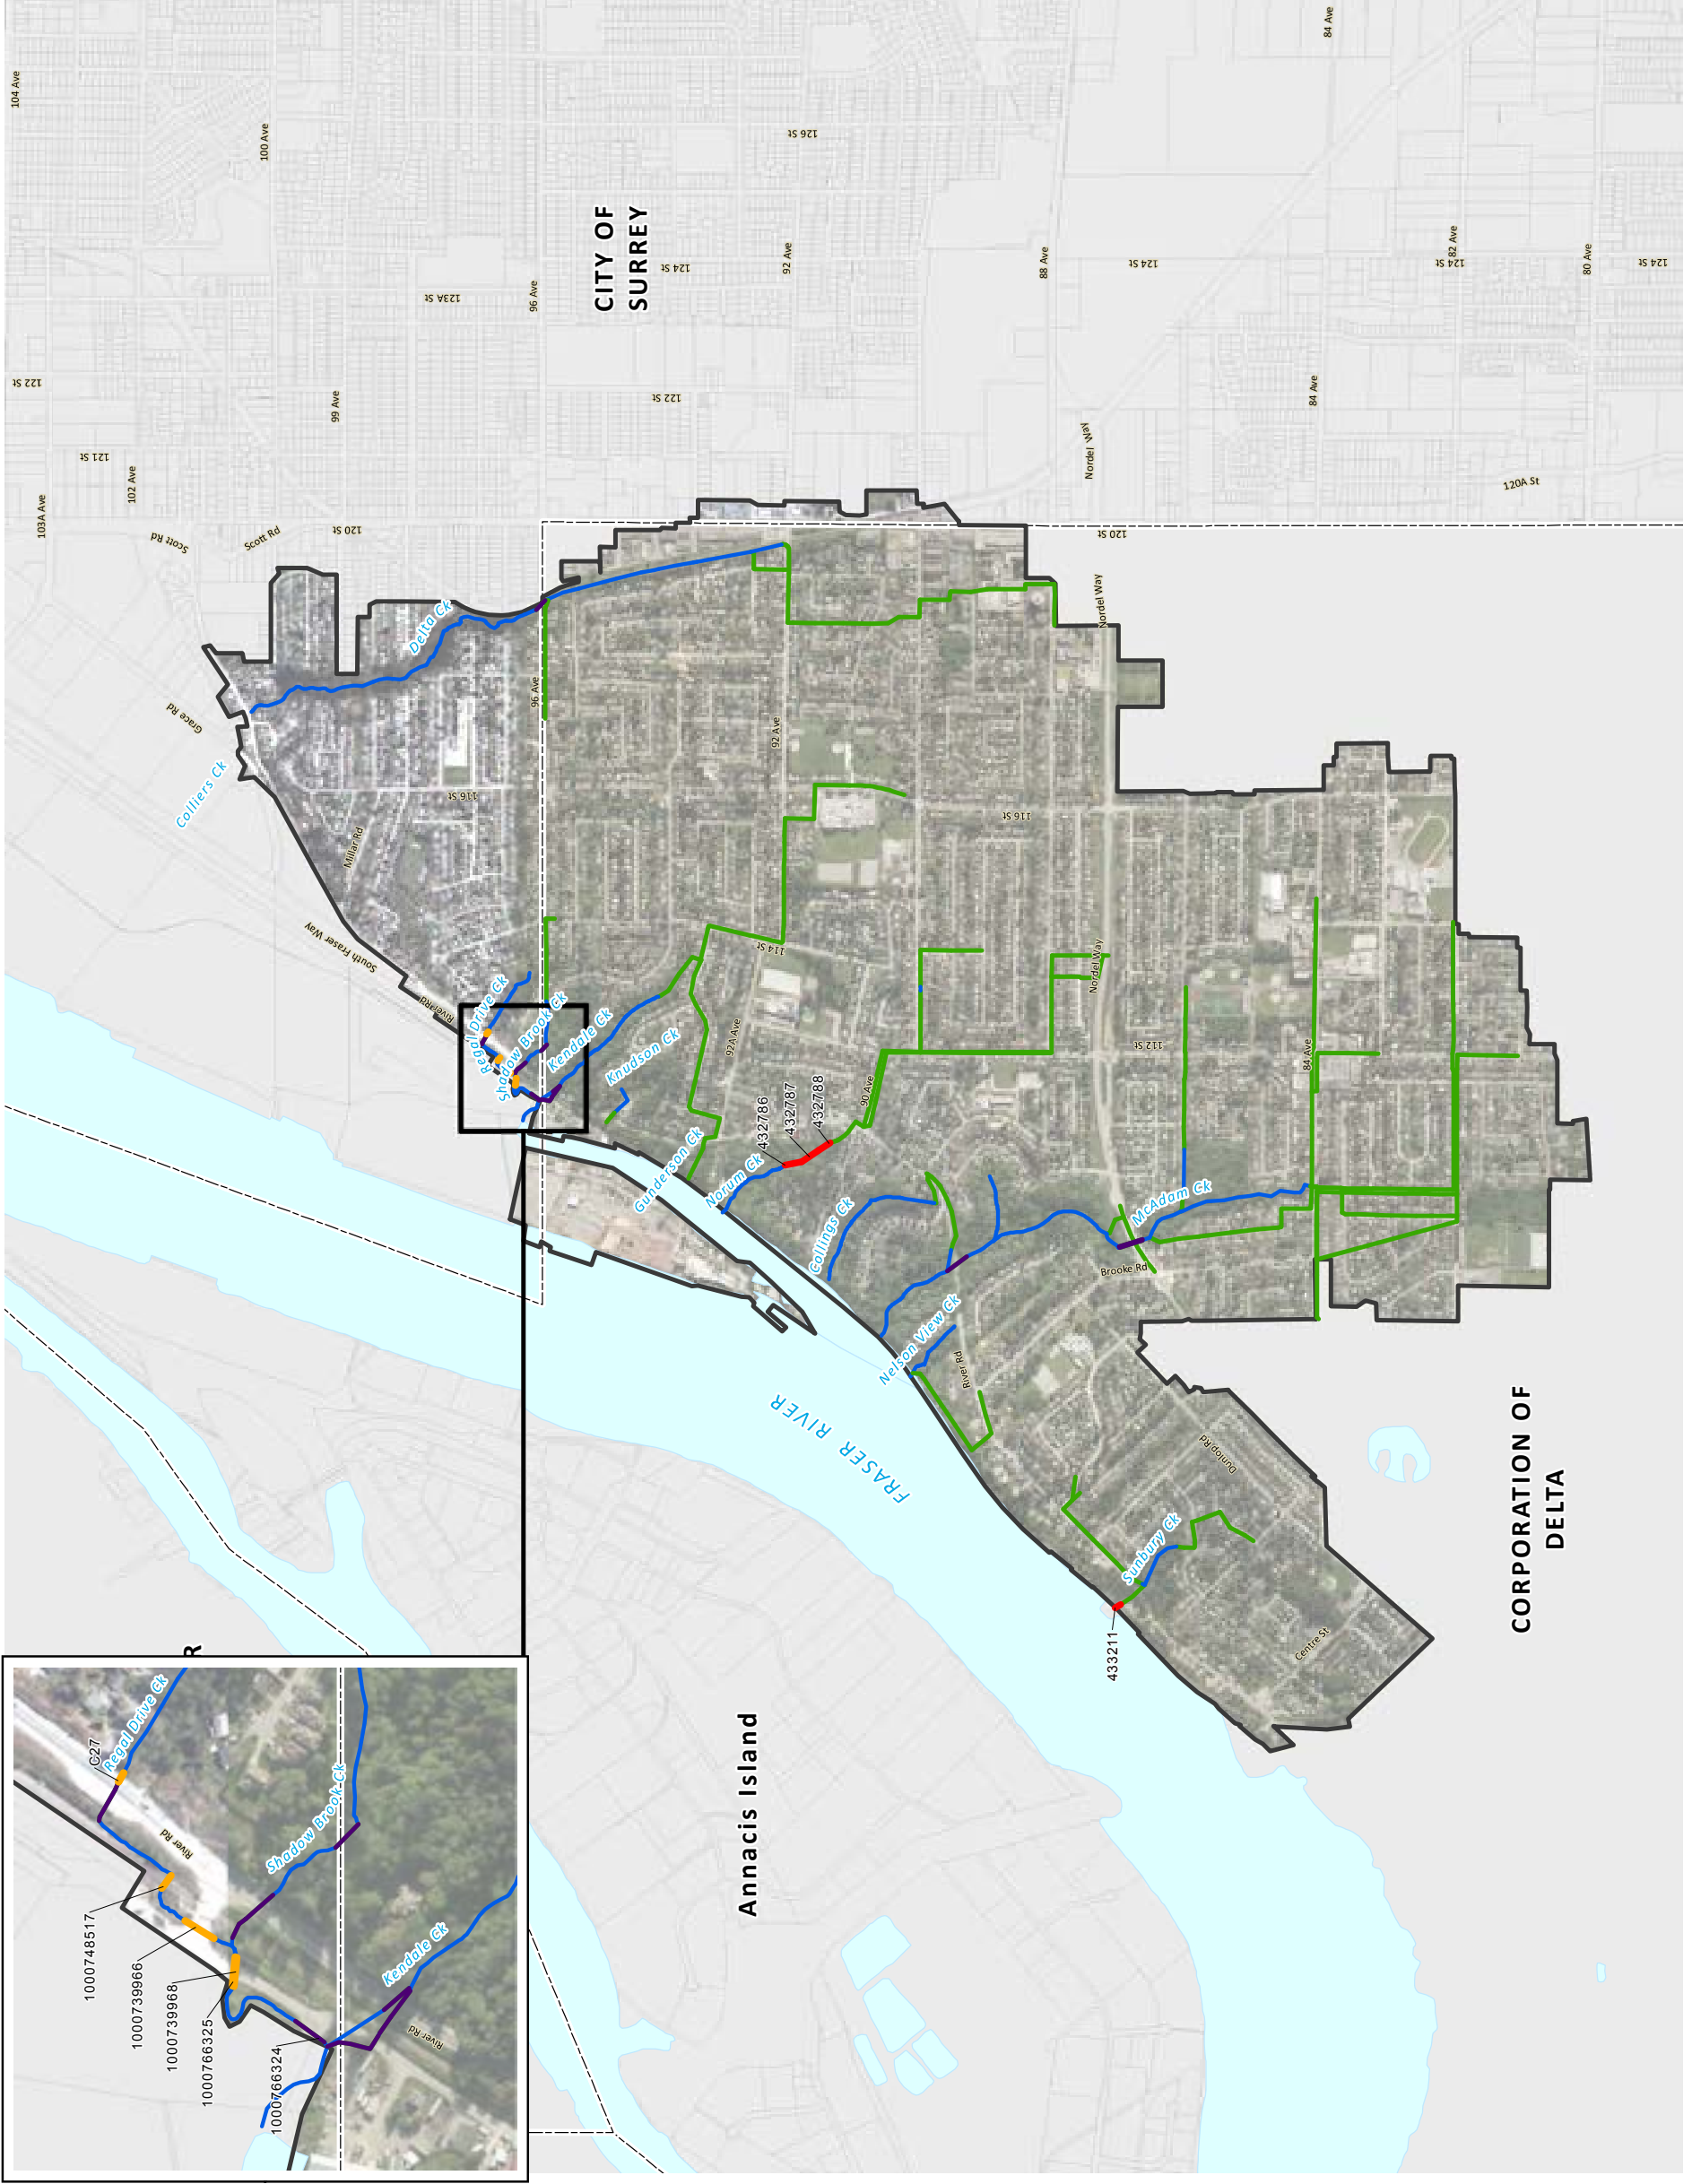 104 Ave
100 Ave
84 Ave
126 St
CITY OF
SURREY
124 St
92 Ave
88 Ave
124 St
82 Ave
124 St
80 Ave
124 St
123A St
96 Ave
122 St
99 Ave
122 St
84 Ave
121 St
102 Ave
Nordel Way
120A St
103A Ave
Scott Rd
Scott Rd
120 St
120 St
Nordel Way
Delta Ck
Grace Rd
96 Ave
92 Ave
Colliers Ck
116 St
116 St
Millar Rd
South Fraser Way
114 St
Nordel Way
River Rd
Regal Drive Ck
Shadow Brook Ck
Kendale Ck
Knudson Ck
92A Ave
112 St
84 Ave
90 Ave
432786
432787
432788
Gunderson Ck
Norum Ck
McAdam Ck
Collings Ck
Brooke Rd
Nelson View Ck
River Rd
FRASER RIVER
Dunlop Rd
Sunbury Ck
433211
Centre St
CORPORATION OF
DELTA
Annacis Island
R
C27
Regal Drive Ck
River Rd
Shadow Brook Ck
Kendale Ck
River Rd
1000748517
1000739966
1000739968
1000766325
1000766324